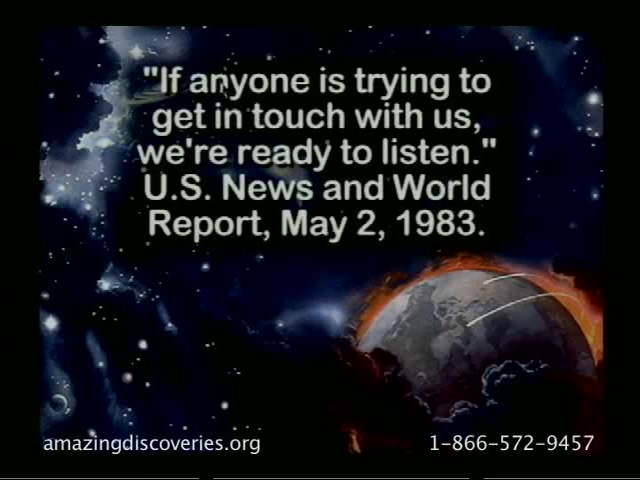 "If anyone is trying to
get in touch with us,
we're ready to listen."
U.S. News and World
Report, May 2, 1983.
amazingdiscoveries.org
1-866-572-9457